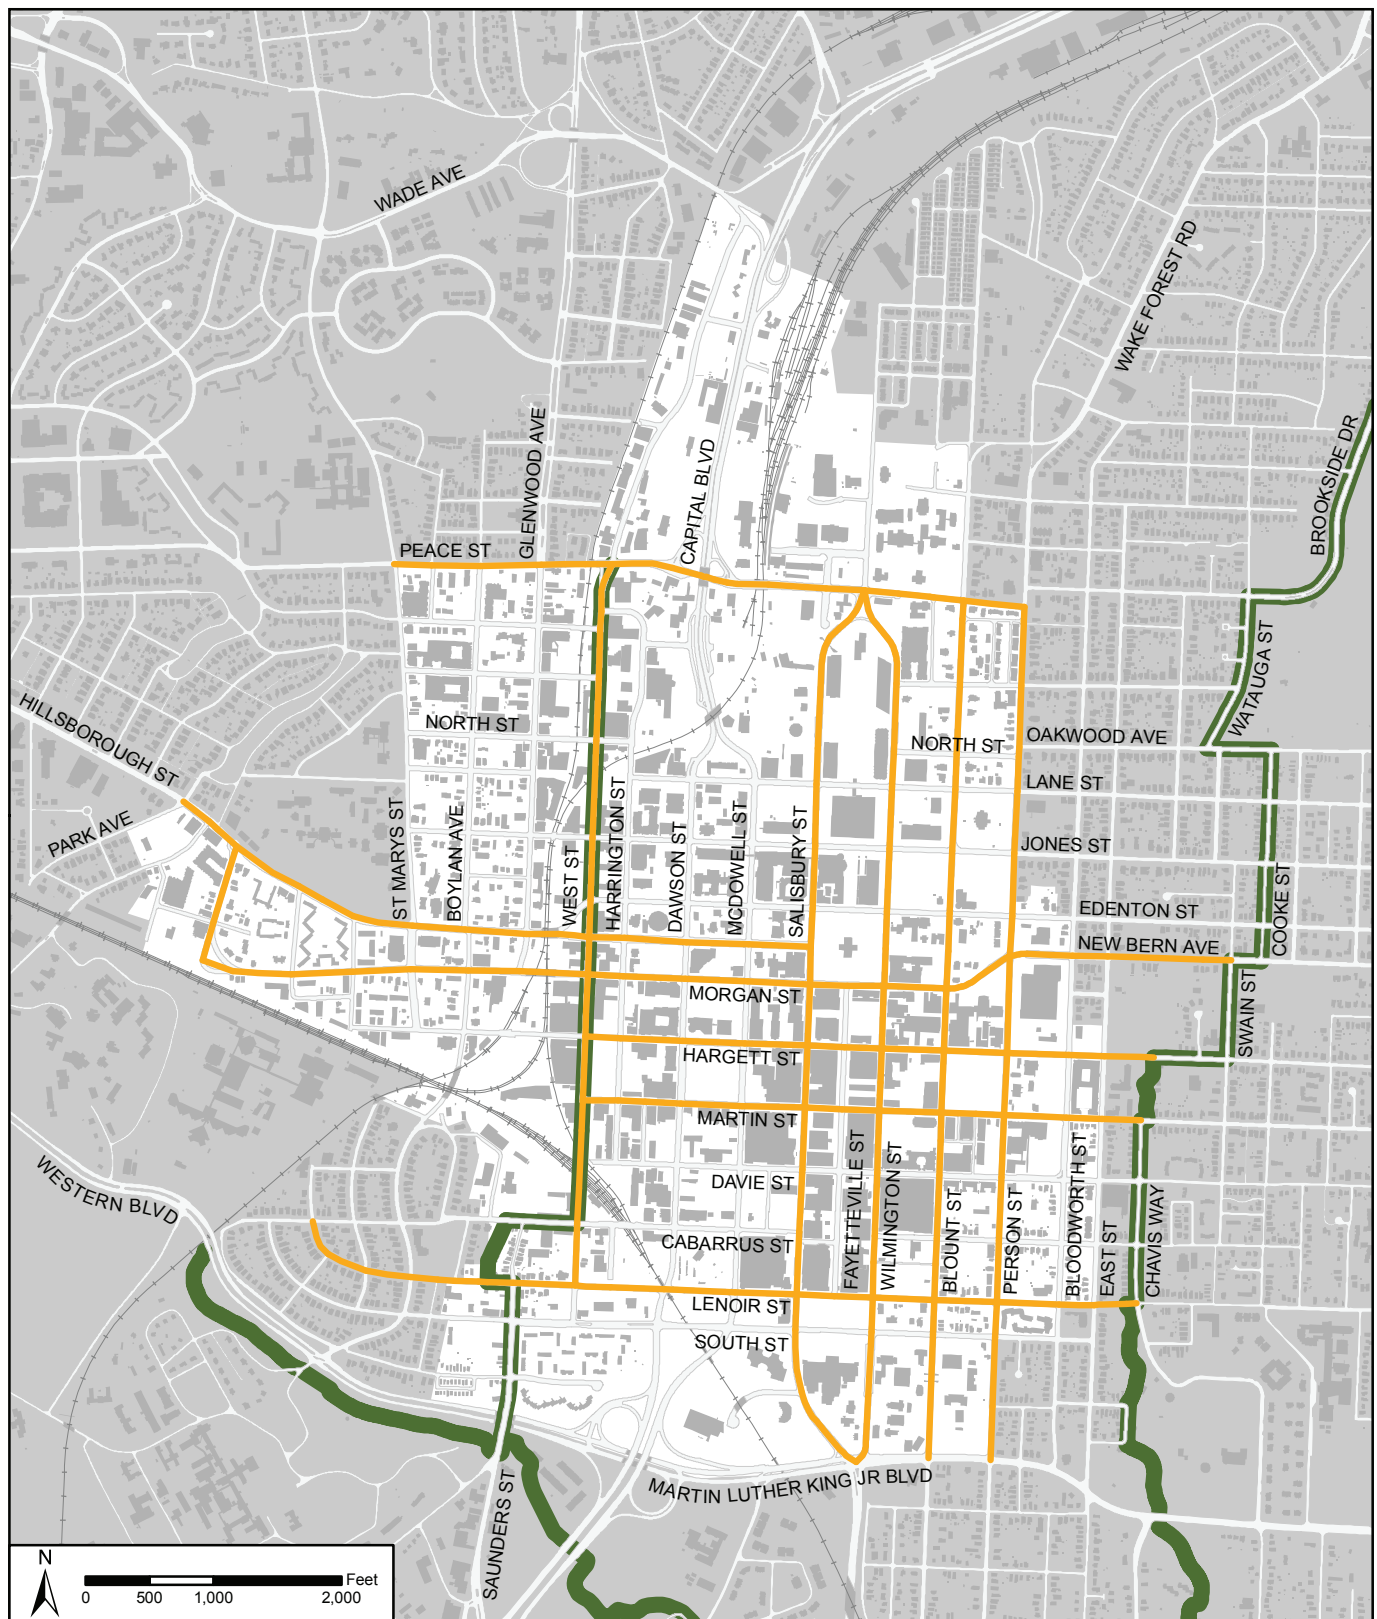 WADE AVE
WAKE FOREST RD
GLENWOOD AVE
CAPITAL BLVD
BROOKSIDE DR
PEACE ST
WATAUGA ST
HILLSBOROUGH ST
NORTH ST
NORTH ST
OAKWOOD AVE
LANE ST
PARK AVE
ST MARYS ST
BOYLAN AVE
WEST ST
HARRINGTON ST
DAWSON ST
MCDOWELL ST
SALISBURY ST
JONES ST
COOKE ST
EDENTON ST
NEW BERN AVE
MORGAN ST
SWAIN ST
HARGETT ST
MARTIN ST
WESTERN BLVD
DAVIE ST
FAYETTEVILLE ST
WILMINGTON ST
BLOUNT ST
PERSON ST
BLOODWORTH ST
EAST ST
CHAVIS WAY
CABARRUS ST
LENOIR ST
SOUTH ST
MARTIN LUTHER KING JR BLVD
SAUNDERS ST
N
Feet
0 500 1,000 2,000